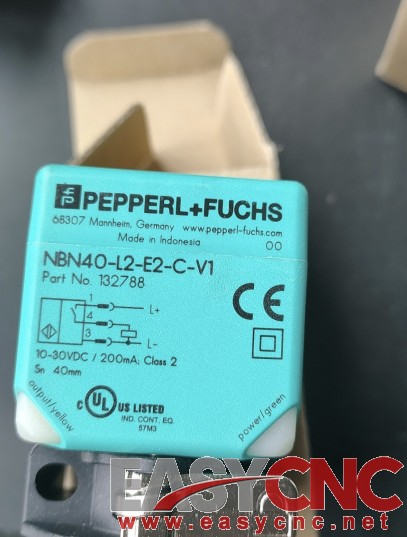 PEPPERL+FUCHS
68307 Mannheim, Germany www.pepperl-fuchs.com
Made in Indonesia 00
NBN40-L2-E2-C-V1
Part No. 132788
1 L+
4
3 L-
10-30VDC / 200mA; Class 2
Sn 40mm
CE
output/yellow
c UL US LISTED
IND. CONT. EQ.
57M3
power/green
EASYCNC
www.easycnc.net